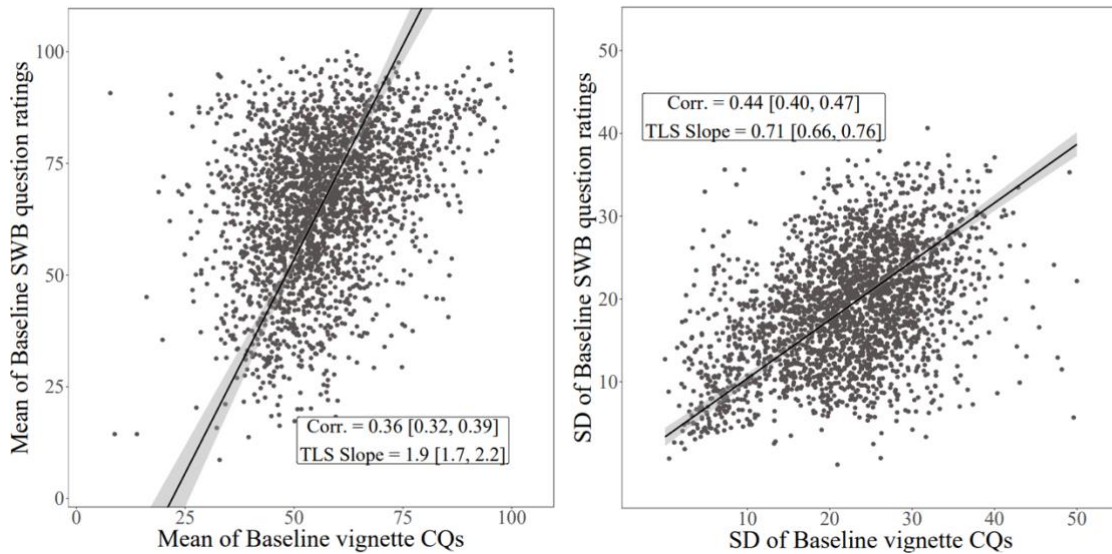 Mean of Baseline SWB question ratings
100
75
50
25
0
Corr. = 0.36 [0.32, 0.39]
TLS Slope = 1.9 [1.7, 2.2]
0 25 50 75 100
Mean of Baseline vignette CQs
SD of Baseline SWB question ratings
50
40
30
20
10
Corr. = 0.44 [0.40, 0.47]
TLS Slope = 0.71 [0.66, 0.76]
10 20 30 40 50
SD of Baseline vignette CQs